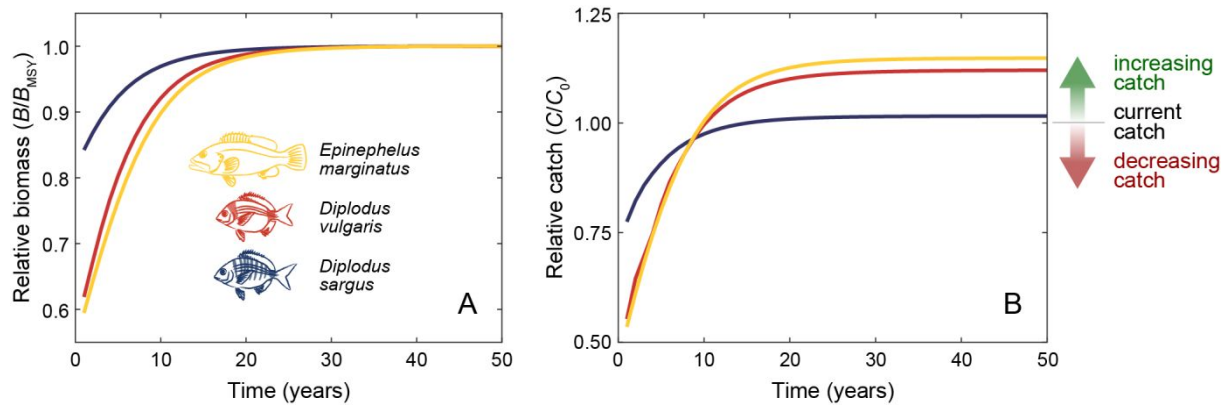 Relative biomass (B/BMSY)
1.0
0.9
0.8
0.7
0.6
0
10
20
30
40
50
Time (years)
Epinephelus
marginatus
Diplodus
vulgaris
Diplodus
sargus
A
Relative catch (C/C0)
1.25
1.00
0.75
0.50
0
10
20
30
40
50
Time (years)
B
increasing
catch
current
catch
decreasing
catch